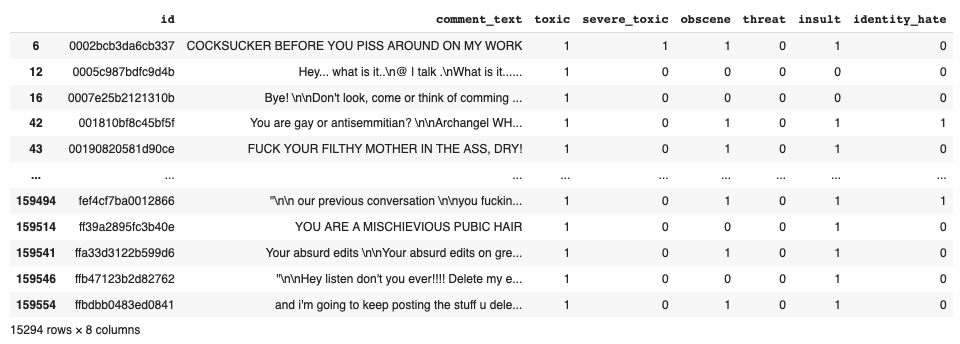 id comment_text toxic severe_toxic obscene threat insult identity_hate
6 0002bcb3da6cb337 COCKSUCKER BEFORE YOU PISS AROUND ON MY WORK 1 1 1 0 1 0
12 0005c987bdfc9d4b Hey... what is it..\n@ | talk .\nWhat is it...... 1 0 0 0 0 0
16 0007e25b2121310b Bye! \n\nDon't look, come or think of comming ... 1 0 0 0 0 0
42 001810bf8c45bf5f You are gay or antisemmitian? \n\nArchangel WH... 1 0 1 0 1 1
43 00190820581d90ce FUCK YOUR FILTHY MOTHER IN THE ASS, DRY! 1 0 1 0 1 0
... ... ... ... ... ... ... ... ...
159494 fef4cf7ba0012866 "\n\n our previous conversation \n\nyou fuckin... 1 0 1 0 1 1
159514 ff39a2895fc3b40e YOU ARE A MISCHIEVIOUS PUBIC HAIR 1 0 0 0 1 0
159541 ffa33d3122b599d6 Your absurd edits \n\nYour absurd edits on gre... 1 0 1 0 1 0
159546 ffb47123b2d82762 "\n\nHey listen don't you ever!!!! Delete my e... 1 0 0 0 1 0
159554 ffbdbb0483ed0841 and i'm going to keep posting the stuff u dele... 1 0 1 0 1 0
15294 rows × 8 columns